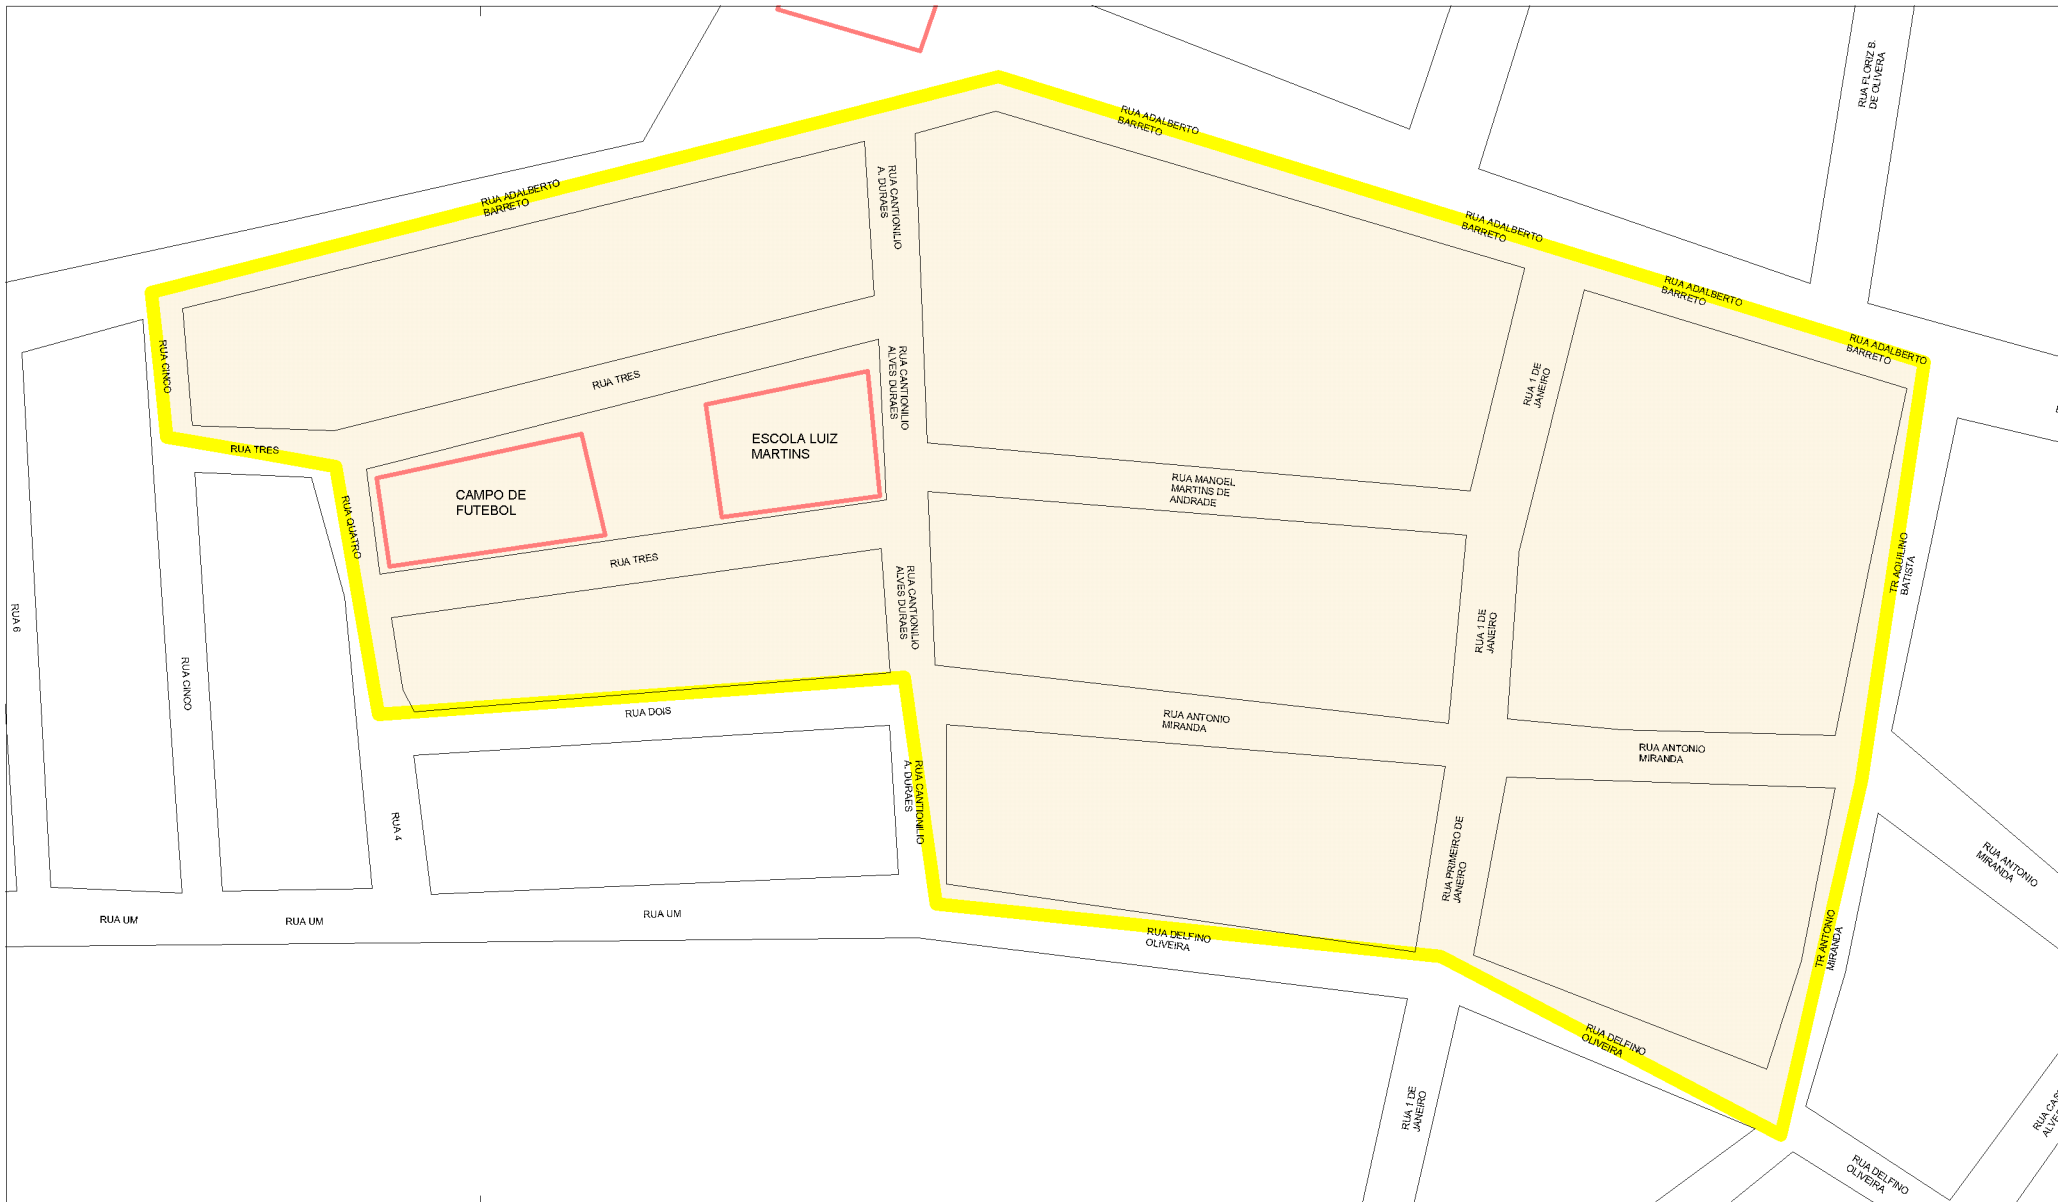 RUA FLORIZ B.
DE OLIVERA
RUA ADALBERTO
BARRETO
RUA ADALBERTO
BARRETO
RUA CANTIONILIO
A. DURAES
RUA ADALBERTO
BARRETO
RUA ADALBERTO
BARRETO
RUA ADALBERTO
BARRETO
RUA CINCO
RUA TRES
RUA CANTIONILIO
ALVES DURAES
RUA 1 DE
JANEIRO
RUA TRES
ESCOLA LUIZ
MARTINS
CAMPO DE
FUTEBOL
RUA QUATRO
RUA MANOEL
MARTINS DE
ANDRADE
RUA TRES
TR AQUILINO
BATISTA
RUA 6
RUA CANTIONILIO
ALVES DURAES
RUA 1 DE
JANEIRO
RUA CINCO
RUA DOIS
RUA ANTONIO
MIRANDA
RUA ANTONIO
MIRANDA
RUA CANTIONILIO
A. DURAES
RUA 4
RUA PRIMEIRO DE
JANEIRO
RUA ANTONIO
MIRANDA
RUA UM
RUA UM
RUA UM
RUA DELFINO
OLIVEIRA
TR ANTONIO
MIRANDA
RUA DELFINO
OLIVEIRA
RUA 1 DE
JANEIRO
RUA DELFINO
OLIVEIRA
RUA